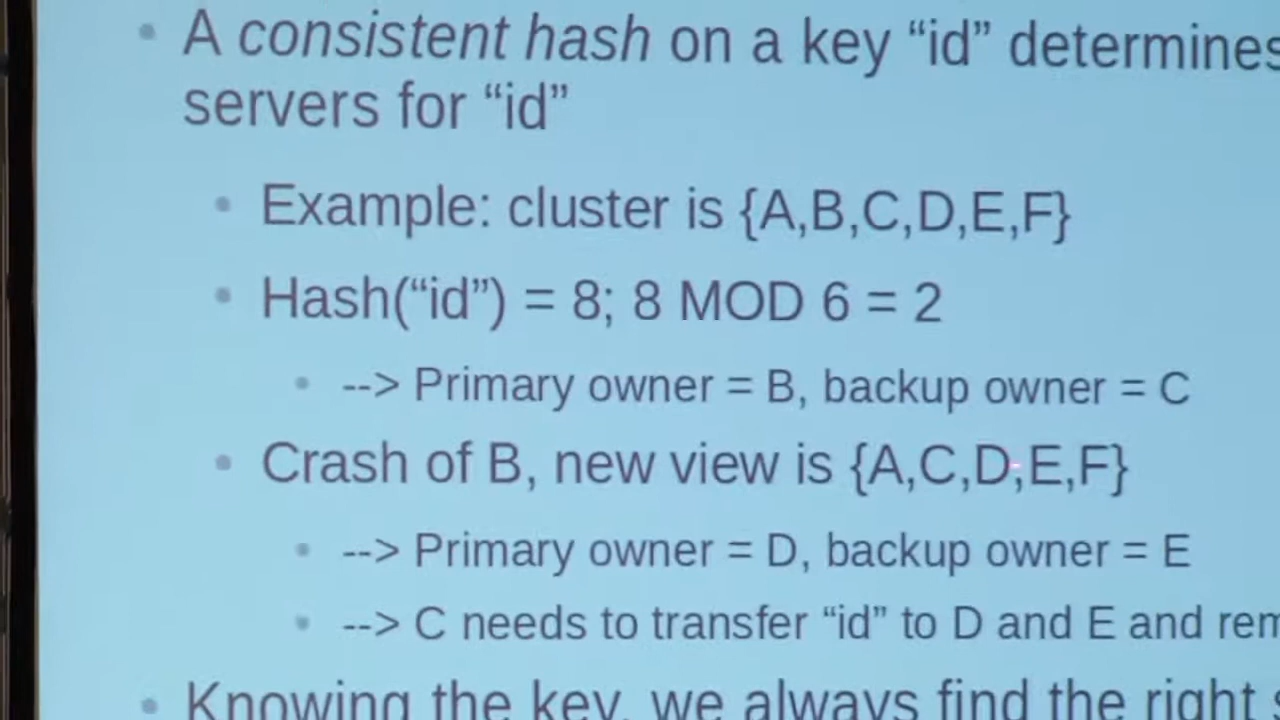 • A consistent hash on a key “id” determines
servers for “id”
• Example: cluster is {A,B,C,D,E,F}
• Hash(“id”) = 8; 8 MOD 6 = 2
• --> Primary owner = B, backup owner = C
• Crash of B, new view is {A,C,D,E,F}
• --> Primary owner = D, backup owner = E
• --> C needs to transfer “id” to D and E and
• Knowing the key, we always find the right